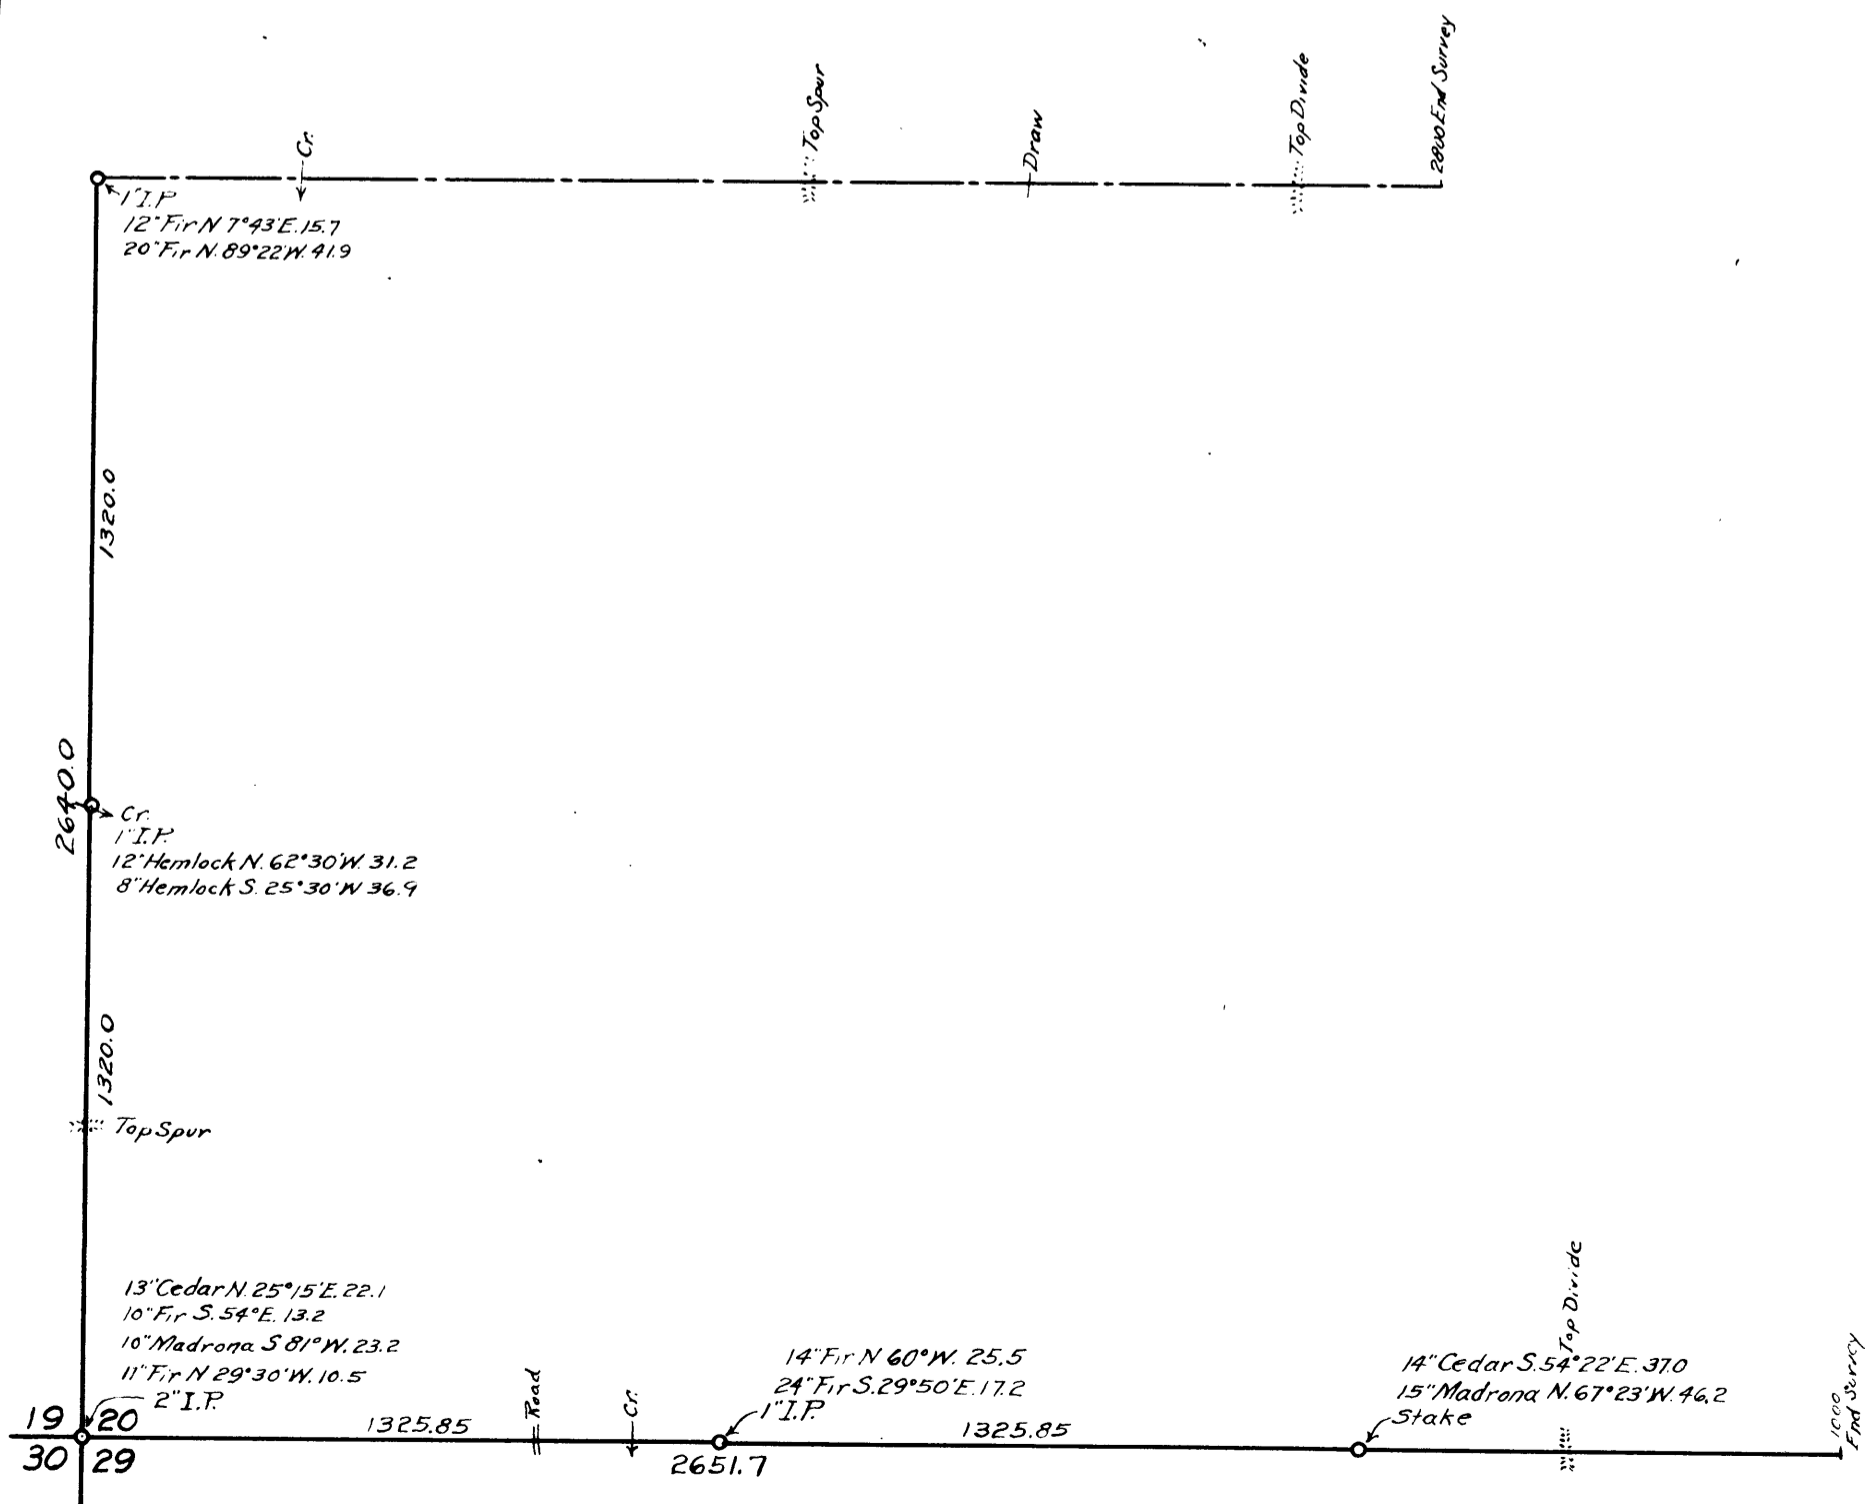 Cr.
Top Spur
Draw
Top Divide
2800 End Survey
1" I.P.
12" Fir N 7°43' E. 15.7
20" Fir N. 89°22' W. 41.9
1320.0
2640.0
Cr.
1" I.P.
12" Hemlock N. 62°30' W. 31.2
8" Hemlock S. 25°30' W 36.9
1320.0
Top Spur
13" Cedar N. 25°15' E. 22.1
10" Fir S. 54° E. 13.2
10" Madrona S 81° W. 23.2
11" Fir N 29°30' W. 10.5
2" I.P.
19 20
30 29
1325.85
Road
Cr.
14" Fir N 60° W. 25.5
24" Fir S. 29°50' E. 17.2
1" I.P.
2651.7
1325.85
14" Cedar S. 54°22' E. 37.0
15" Madrona N. 67°23' W. 46.2
Stake
Top Divide
1000
End Survey